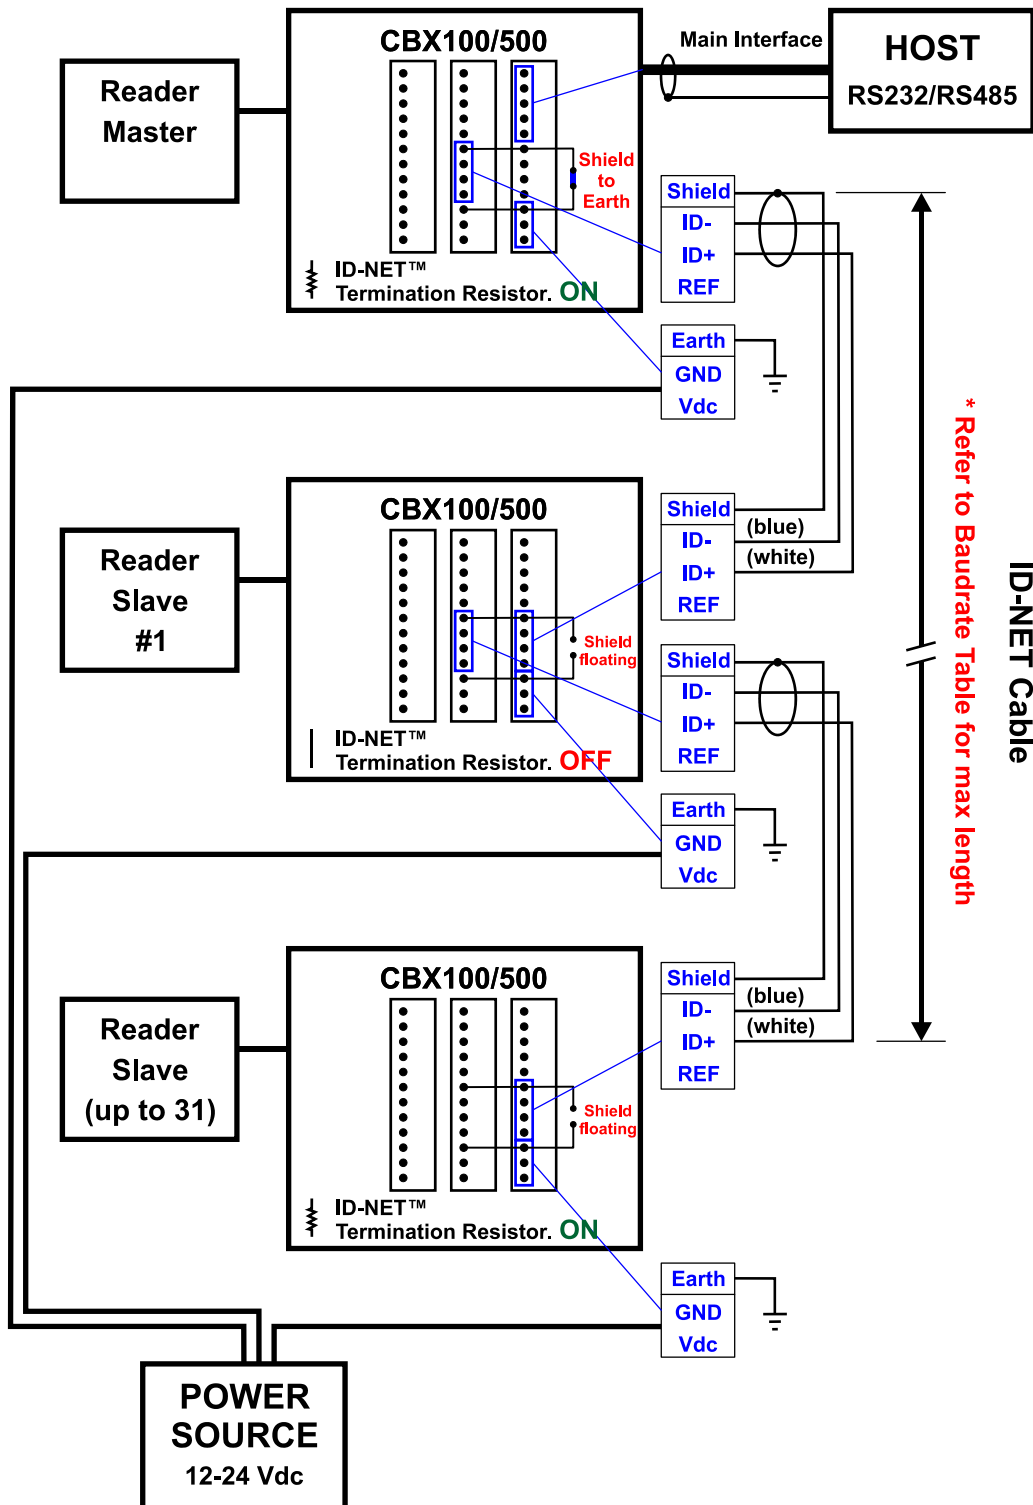 CBX100/500
Main Interface
HOST
RS232/RS485
Reader
Master
Shield
to
Earth
ID-NET™
Termination Resistor. ON
Shield
ID-
ID+
REF
Earth
GND
Vdc
CBX100/500
Reader
Slave
#1
Shield
floating
ID-NET™
Termination Resistor. OFF
Shield
ID-
(blue)
ID+
(white)
REF
Shield
ID-
ID+
REF
Earth
GND
Vdc
* Refer to Baudrate Table for max length
ID-NET Cable
CBX100/500
Reader
Slave
(up to 31)
Shield
floating
ID-NET™
Termination Resistor. ON
Shield
ID-
(blue)
ID+
(white)
REF
Earth
GND
Vdc
POWER
SOURCE
12-24 Vdc